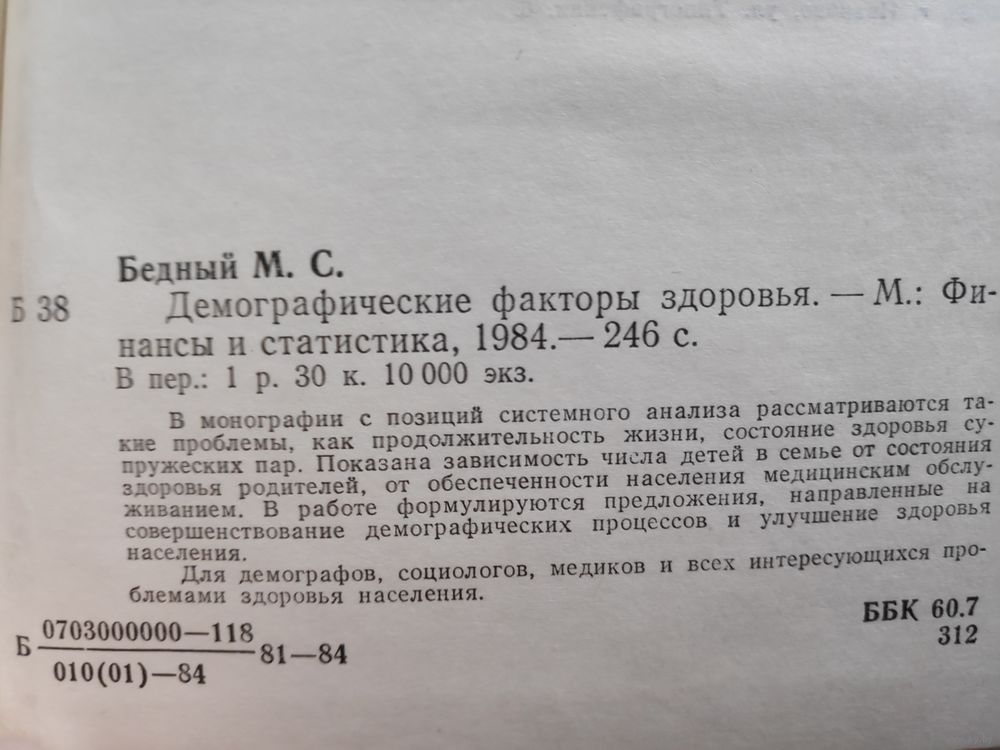 Бедный М. С.
Б 38 Демографические факторы здоровья. — М.: Фи-
нансы и статистика, 1984.— 246 с.
В пер.: 1 р. 30 к. 10 000 экз.
В монографии с позиций системного анализа рассматриваются та-
кие проблемы, как продолжительность жизни, состояние здоровья су-
пружеских пар. Показана зависимость числа детей в семье от состояния
здоровья родителей, от обеспеченности населения медицинским обслу-
живанием. В работе формулируются предложения, направленные на
совершенствование демографических процессов и улучшение здоровья
населения.
Для демографов, социологов, медиков и всех интересующихся про-
блемами здоровья населения.
Б 0703000000—118
010(01)—84
81—84
ББК 60.7
312